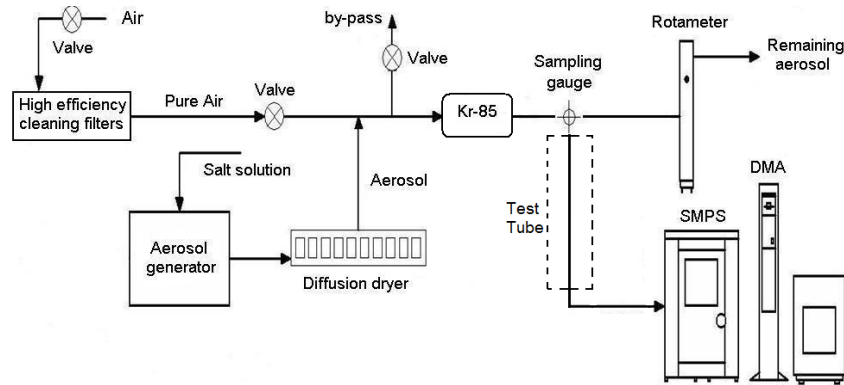 Air
Valve
High efficiency
cleaning filters
Pure Air
Valve
by-pass
Valve
Kr-85
Sampling
gauge
Rotameter
Remaining
aerosol
Salt solution
Aerosol
generator
Aerosol
Diffusion dryer
Test
Tube
SMPS
DMA